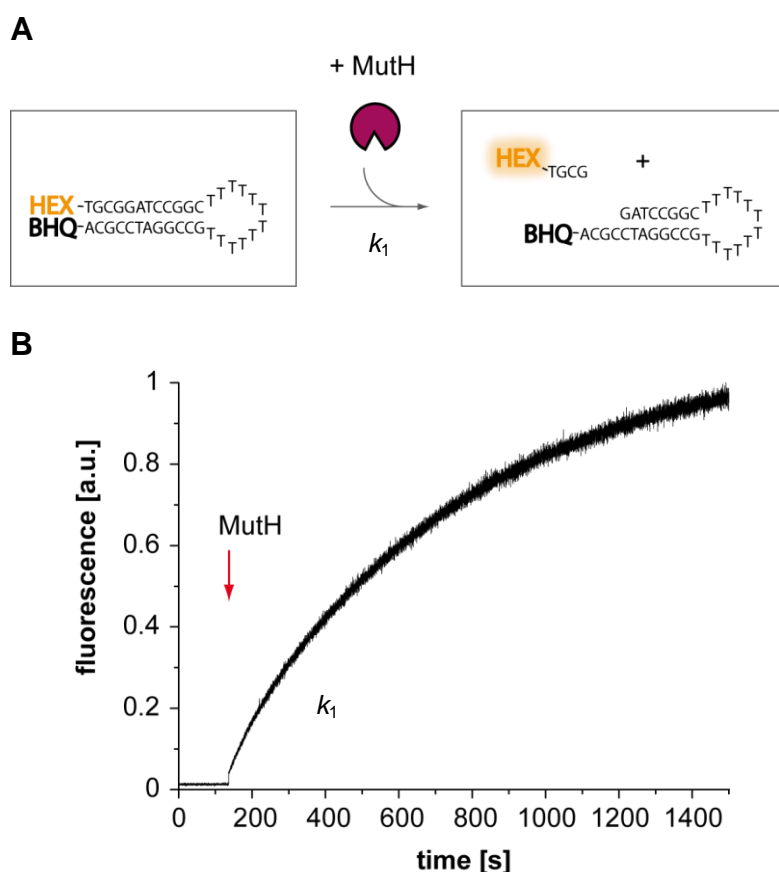 A
+ MutH
HEX-TGCGGATCCGGCTTTTTT
BHQ-ACGCCTAGGCCGTTTTTT
k1
HEX-TGCG +
GATCCGGCTTTTTT
BHQ-ACGCCTAGGCCGTTTTTT
B
1
0.8
0.6
0.4
0.2
0
fluorescence [a.u.]
MutH
k1
0 200 400 600 800 1000 1200 1400
time [s]